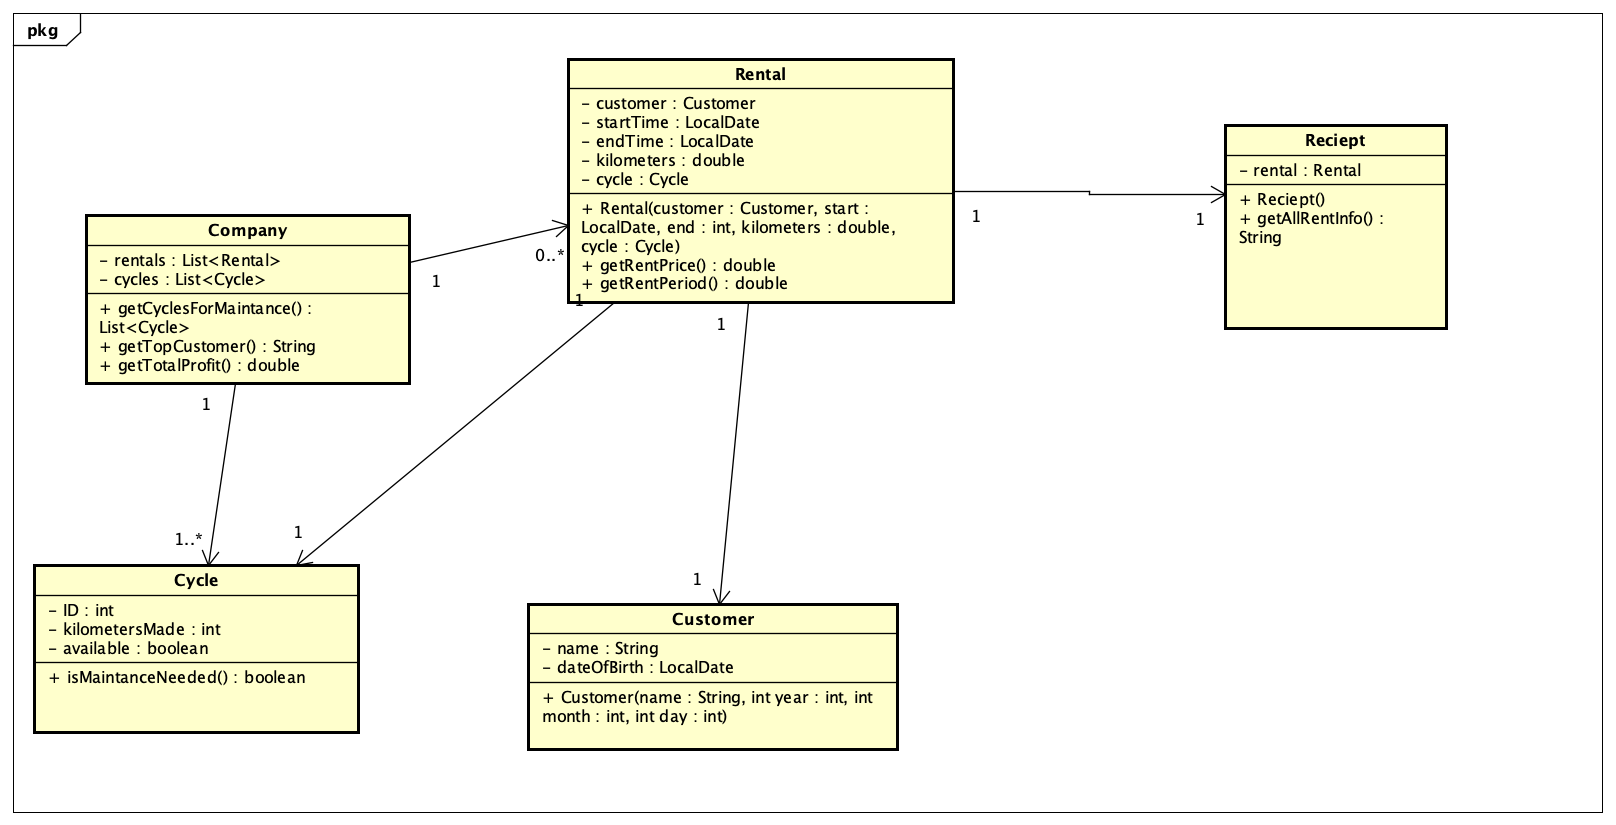 pkg
Rental
- customer : Customer
- startTime : LocalDate
- endTime : LocalDate
- kilometers : double
- cycle : Cycle
+ Rental(customer : Customer, start :
LocalDate, end : int, kilometers : double,
cycle : Cycle)
+ getRentPrice() : double
+ getRentPeriod() : double
Reciept
- rental : Rental
+ Reciept()
+ getAllRentInfo() :
String
1
1
Company
- rentals : List<Rental>
- cycles : List<Cycle>
+ getCyclesForMaintance() :
List<Cycle>
+ getTopCustomer() : String
+ getTotalProfit() : double
1
0..*
1
1
1
1..*
1
1
Cycle
- ID : int
- kilometersMade : int
- available : boolean
+ isMaintanceNeeded() : boolean
Customer
- name : String
- dateOfBirth : LocalDate
+ Customer(name : String, int year : int, int
month : int, int day : int)